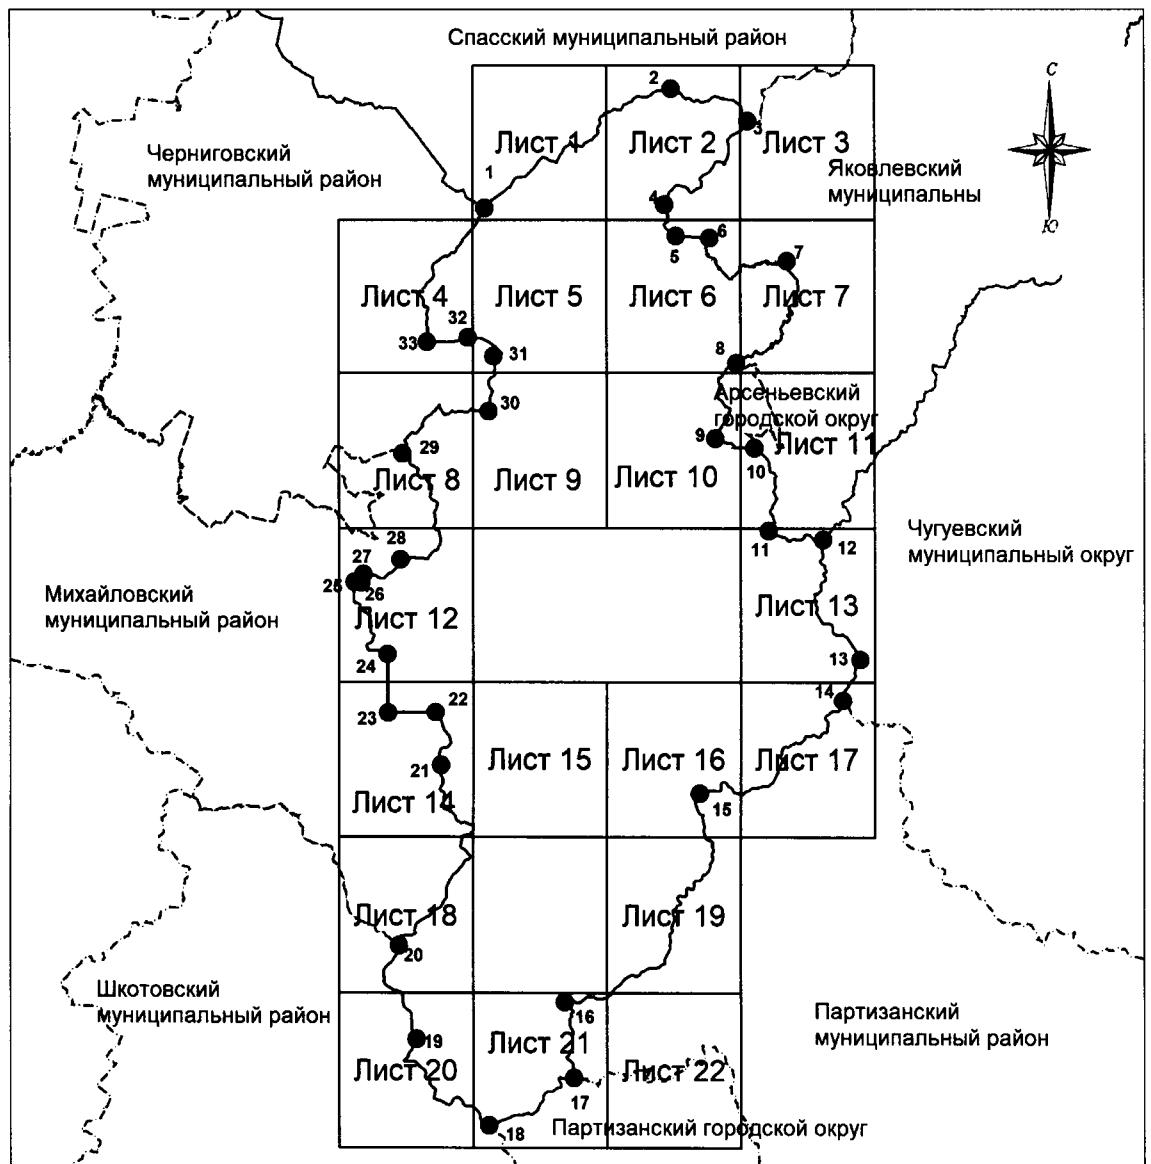 Спасский муниципальный район
С
2
3
Лист 1
Лист 2
Лист 3
Черниговский
муниципальный район
Яковлевский
муниципальны
1
4
Ю
5
6
7
Лист 4
Лист 5
Лист 6
Лист 7
32
33
31
8
30
Арсеньевский
городской округ
29
9
10
Лист 11
Лист 8
Лист 9
Лист 10
28
11
12
Чугуевский
муниципальный округ
27
25
26
Михайловский
муниципальный район
Лист 12
Лист 13
24
13
14
23
22
21
Лист 15
Лист 16
Лист 17
Лист 14
15
Лист 18
Лист 19
20
Шкотовский
муниципальный район
16
Партизанский
муниципальный район
19
Лист 21
Лист 20
Лист 22
17
18
Партизанский городской округ